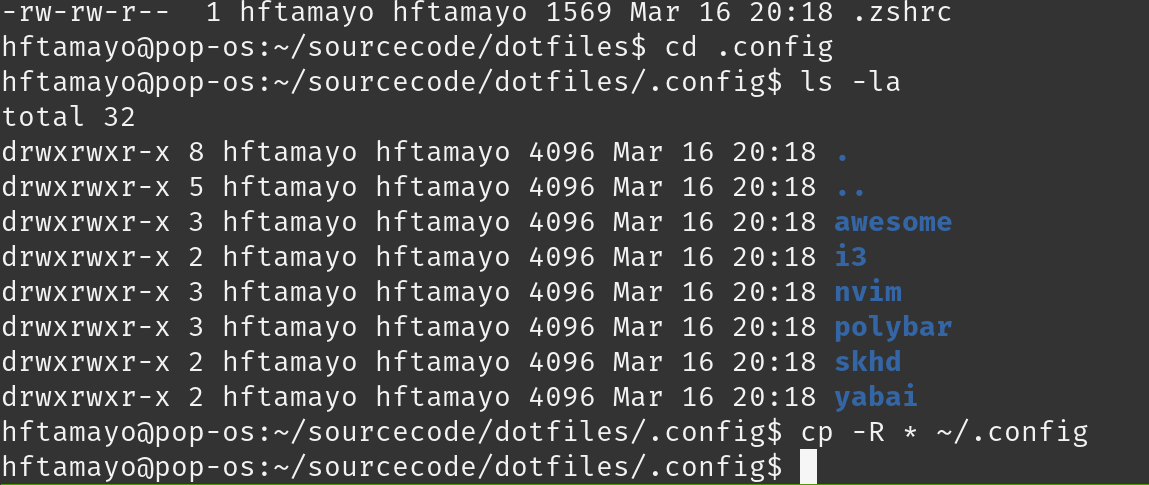 -rw-rw-r--  1 hftamayo hftamayo 1569 Mar 16 20:18 .zshrc
hftamayo@pop-os:~/sourcecode/dotfiles$ cd .config
hftamayo@pop-os:~/sourcecode/dotfiles/.config$ ls -la
total 32
drwxrwxr-x 8 hftamayo hftamayo 4096 Mar 16 20:18 .
drwxrwxr-x 5 hftamayo hftamayo 4096 Mar 16 20:18 ..
drwxrwxr-x 3 hftamayo hftamayo 4096 Mar 16 20:18 awesome
drwxrwxr-x 2 hftamayo hftamayo 4096 Mar 16 20:18 i3
drwxrwxr-x 3 hftamayo hftamayo 4096 Mar 16 20:18 nvim
drwxrwxr-x 3 hftamayo hftamayo 4096 Mar 16 20:18 polybar
drwxrwxr-x 2 hftamayo hftamayo 4096 Mar 16 20:18 skhd
drwxrwxr-x 2 hftamayo hftamayo 4096 Mar 16 20:18 yabai
hftamayo@pop-os:~/sourcecode/dotfiles/.config$ cp -R * ~/.config
hftamayo@pop-os:~/sourcecode/dotfiles/.config$